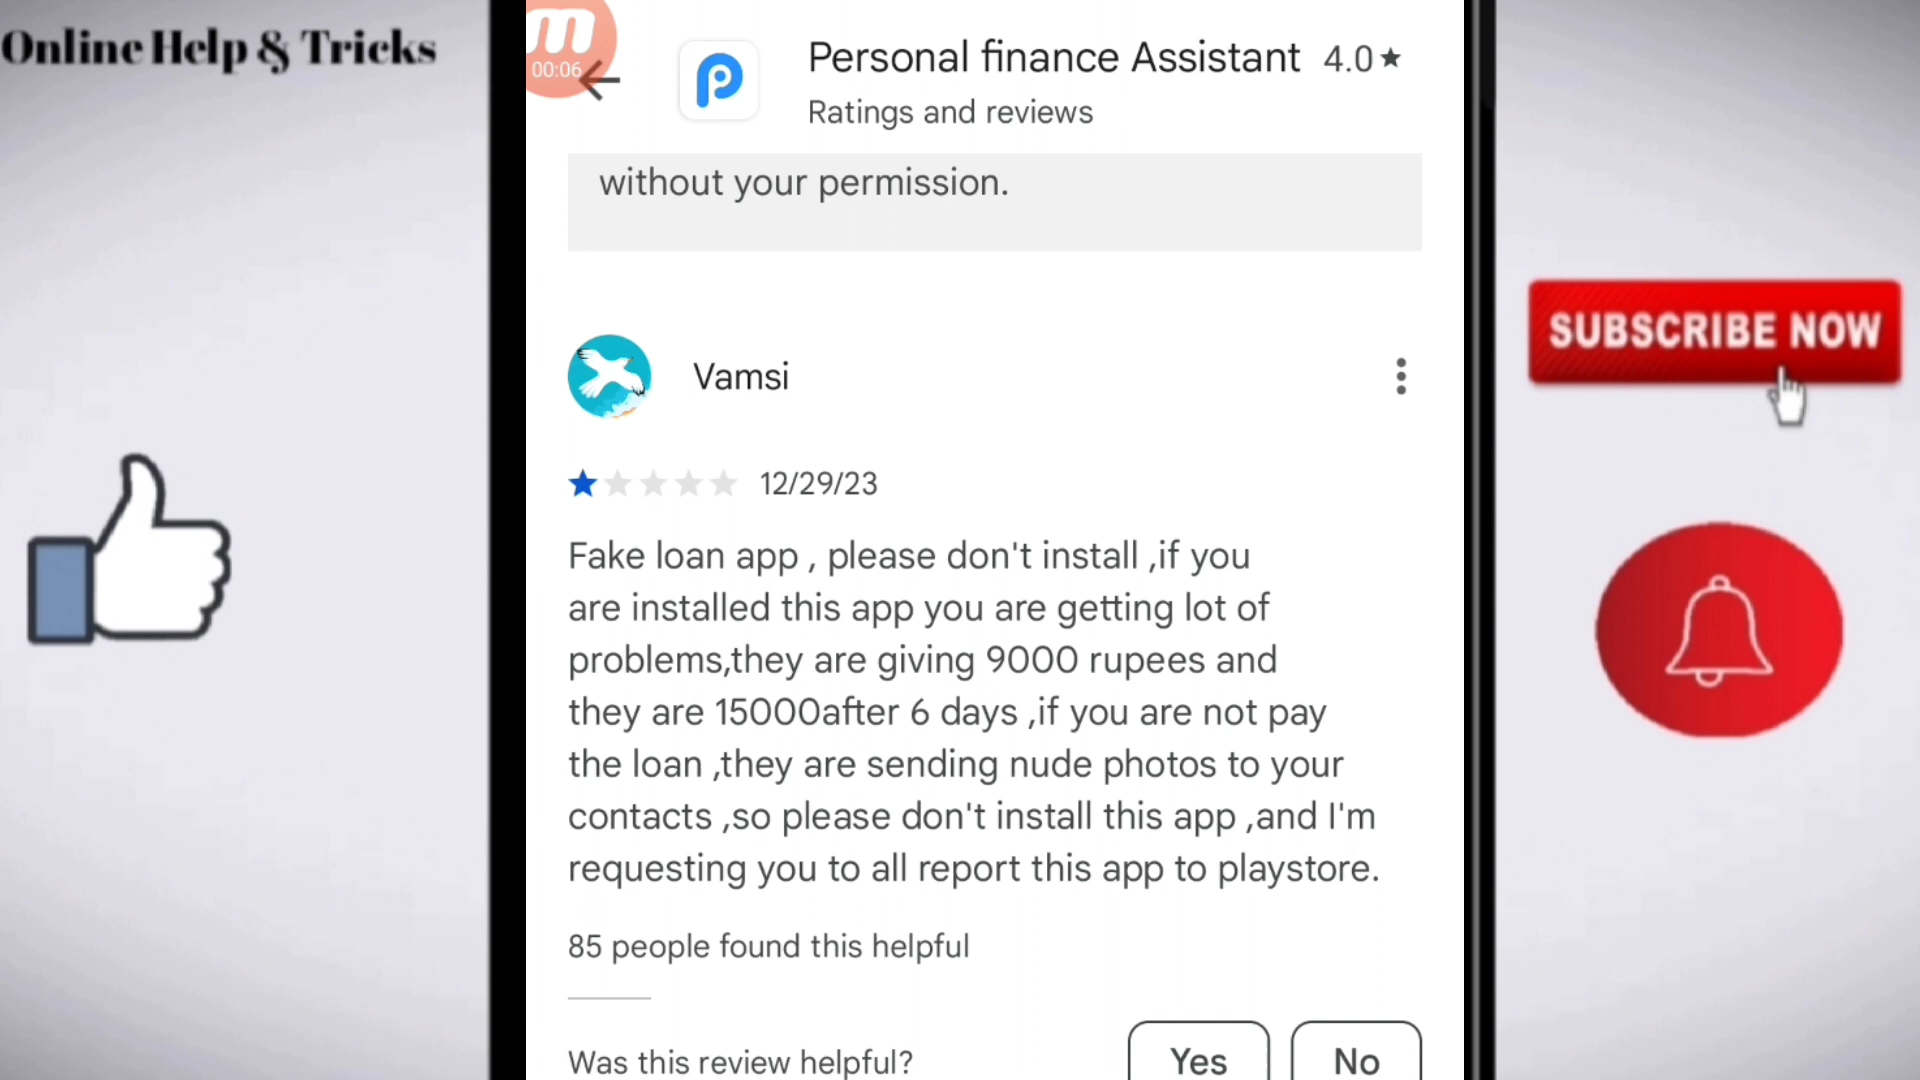 Online Help & Tricks
00:06
Personal finance Assistant 4.0★
Ratings and reviews
without your permission.
Vamsi
12/29/23
Fake loan app , please don't install ,if you
are installed this app you are getting lot of
problems,they are giving 9000 rupees and
they are 15000after 6 days ,if you are not pay
the loan ,they are sending nude photos to your
contacts ,so please don't install this app ,and I'm
requesting you to all report this app to playstore.
85 people found this helpful
Was this review helpful?
Yes
No
SUBSCRIBE NOW